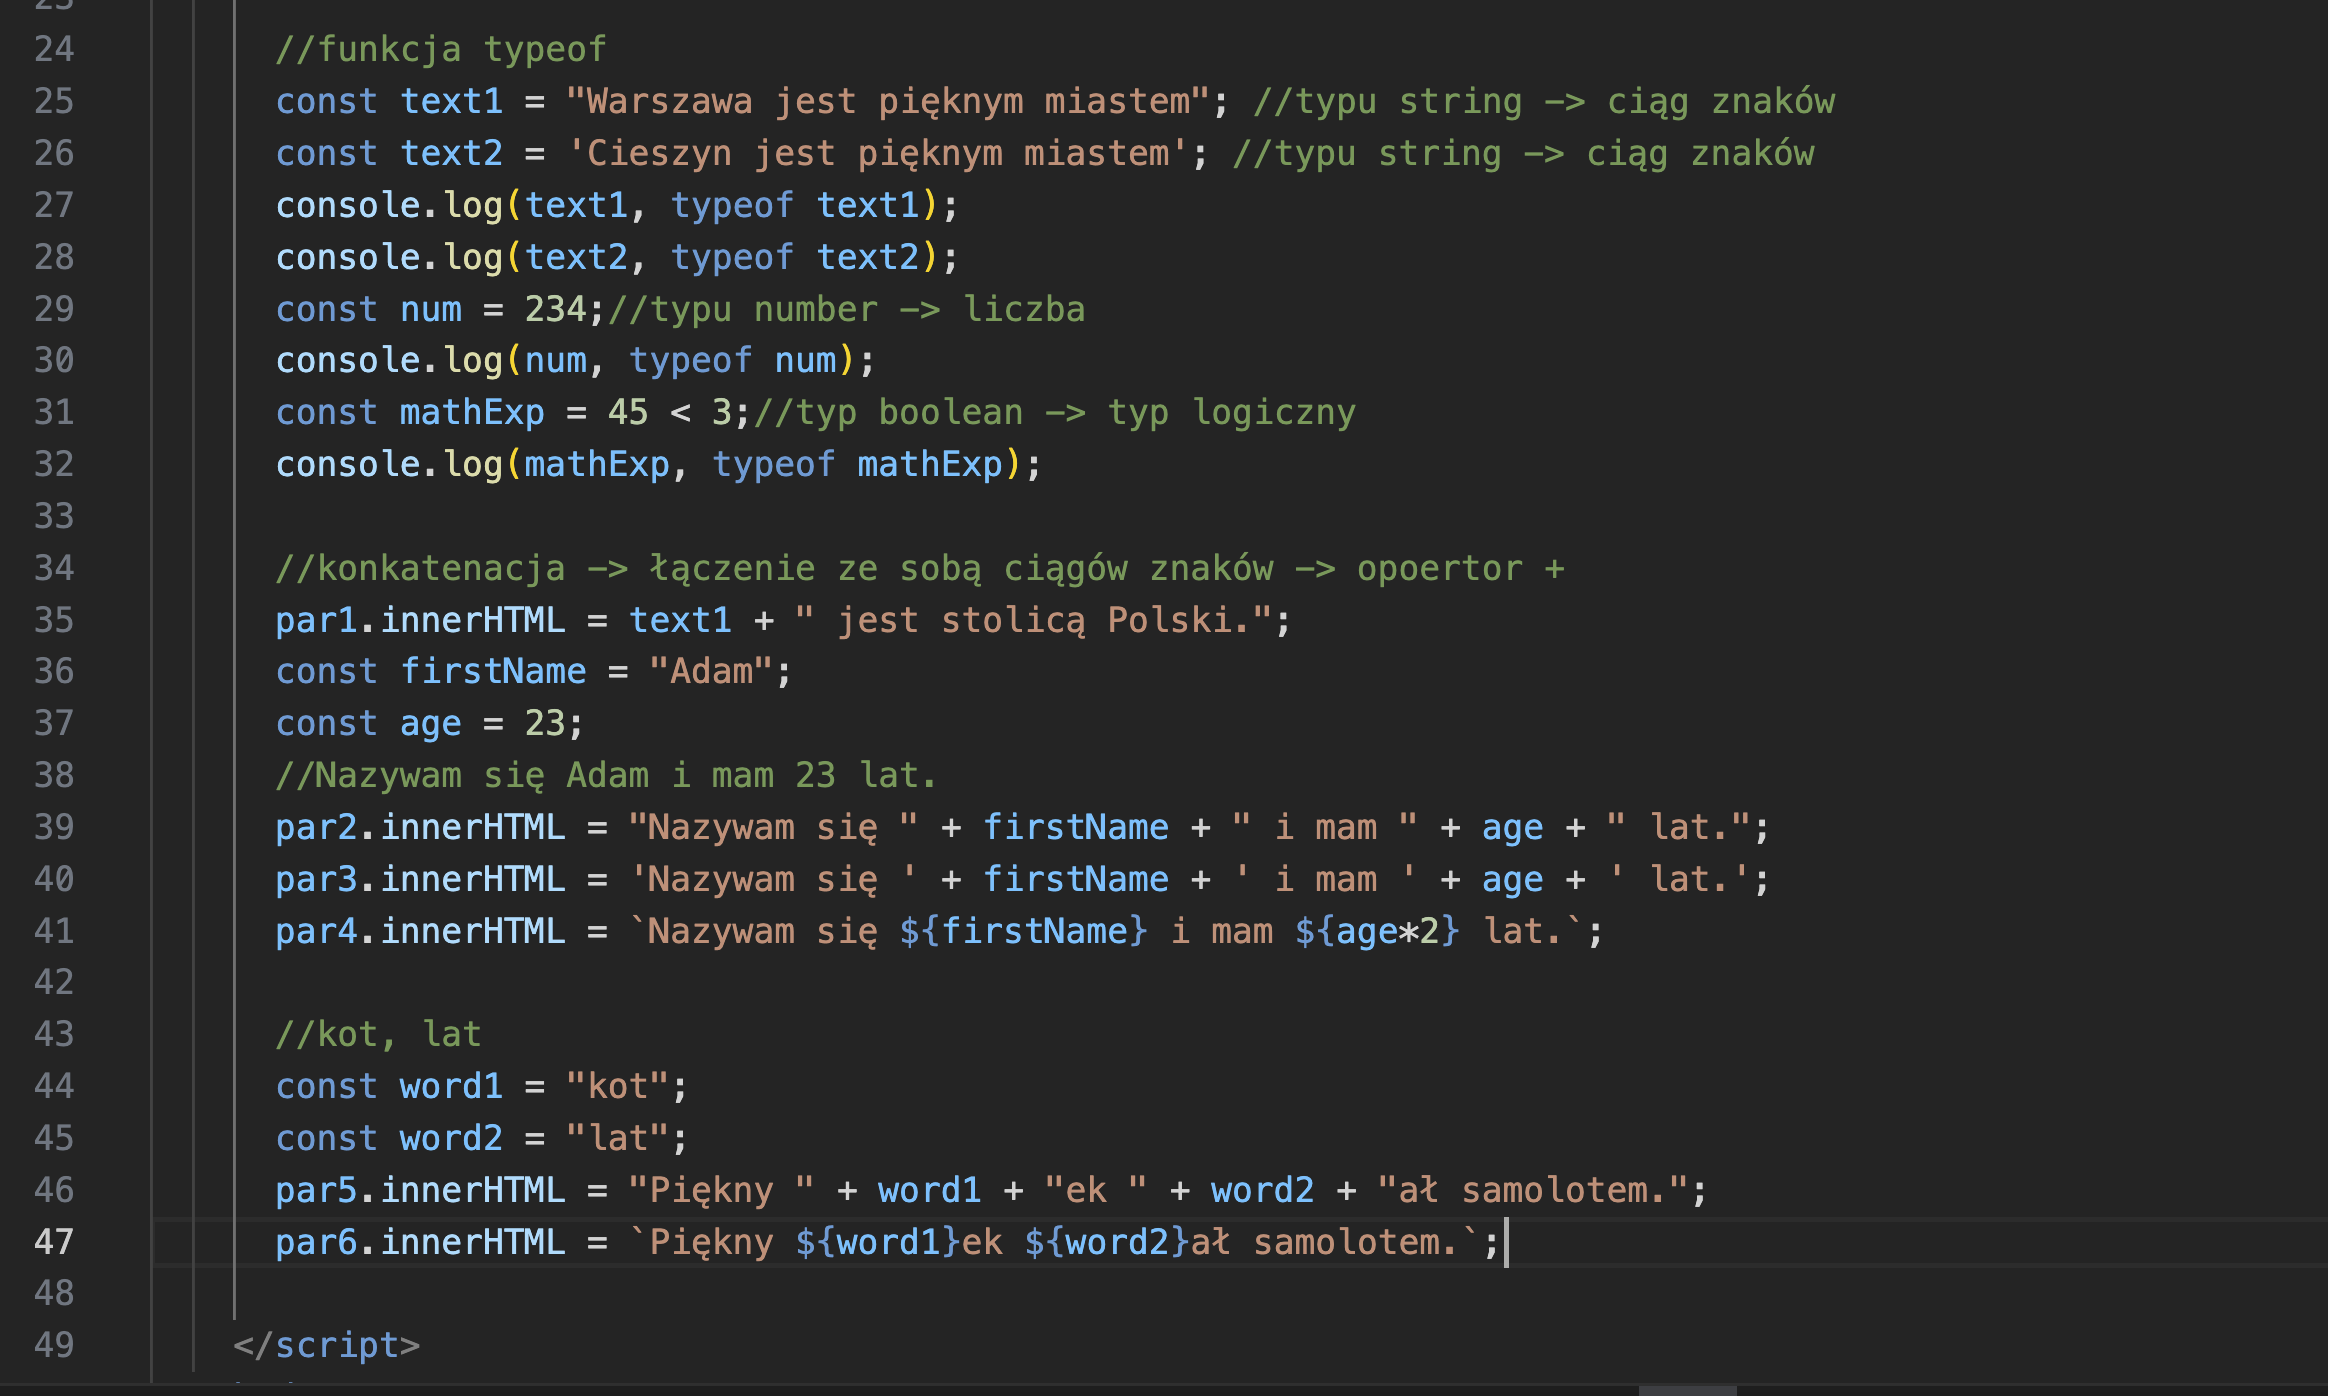 24 //funkcja typeof
25 const text1 = "Warszawa jest pięknym miastem"; //typu string -> ciąg znaków
26 const text2 = 'Cieszyn jest pięknym miastem'; //typu string -> ciąg znaków
27 console.log(text1, typeof text1);
28 console.log(text2, typeof text2);
29 const num = 234;//typu number -> liczba
30 console.log(num, typeof num);
31 const mathExp = 45 < 3;//typ boolean -> typ logiczny
32 console.log(mathExp, typeof mathExp);
33
34 //konkatenacja -> łączenie ze sobą ciągów znaków -> opoertor +
35 par1.innerHTML = text1 + " jest stolicą Polski.";
36 const firstName = "Adam";
37 const age = 23;
38 //Nazywam się Adam i mam 23 lat.
39 par2.innerHTML = "Nazywam się " + firstName + " i mam " + age + " lat.";
40 par3.innerHTML = 'Nazywam się ' + firstName + ' i mam ' + age + ' lat.';
41 par4.innerHTML = `Nazywam się ${firstName} i mam ${age*2} lat.`;
42
43 //kot, lat
44 const word1 = "kot";
45 const word2 = "lat";
46 par5.innerHTML = "Piękny " + word1 + "ek " + word2 + "ał samolotem.";
47 par6.innerHTML = `Piękny ${word1}ek ${word2}ał samolotem.`;
48
49 </script>